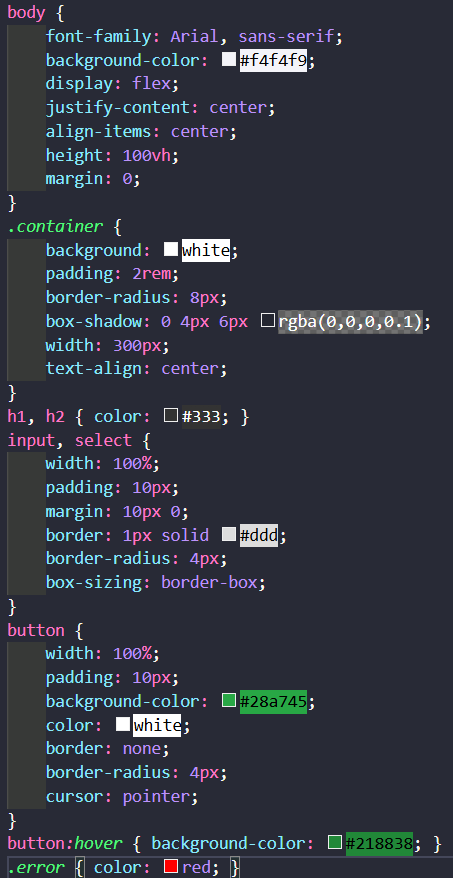 body {
    font-family: Arial, sans-serif;
    background-color: #f4f4f9;
    display: flex;
    justify-content: center;
    align-items: center;
    height: 100vh;
    margin: 0;
}
.container {
    background: white;
    padding: 2rem;
    border-radius: 8px;
    box-shadow: 0 4px 6px rgba(0,0,0,0.1);
    width: 300px;
    text-align: center;
}
h1, h2 { color: #333; }
input, select {
    width: 100%;
    padding: 10px;
    margin: 10px 0;
    border: 1px solid #ddd;
    border-radius: 4px;
    box-sizing: border-box;
}
button {
    width: 100%;
    padding: 10px;
    background-color: #28a745;
    color: white;
    border: none;
    border-radius: 4px;
    cursor: pointer;
}
button:hover { background-color: #218838; }
.error { color: red; }